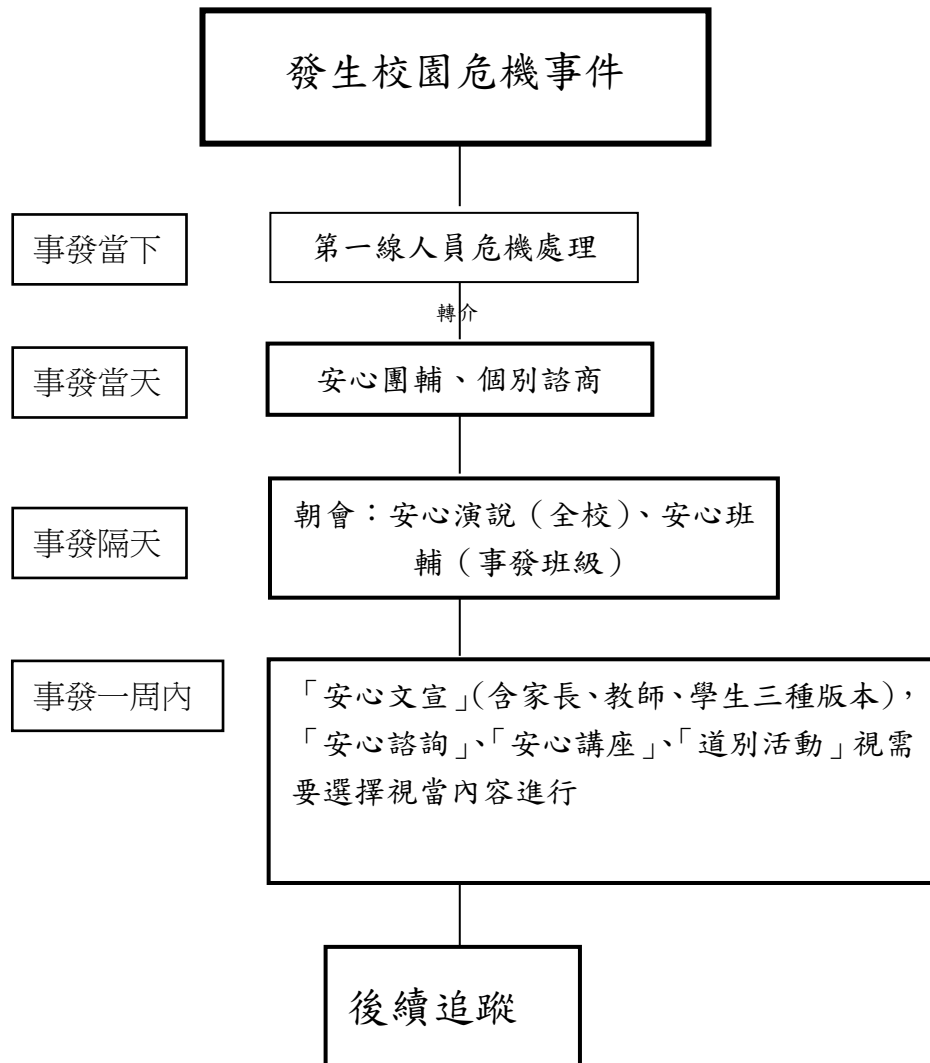 發生校園危機事件
事發當下
第一線人員危機處理
轉介
事發當天
安心團輔、個別諮商
事發隔天
朝會：安心演說（全校）、安心班
輔（事發班級）
事發一周內
「安心文宣」（含家長、教師、學生三種版本），
「安心諮詢」、「安心講座」、「道別活動」視需
要選擇視當內容進行
後續追蹤